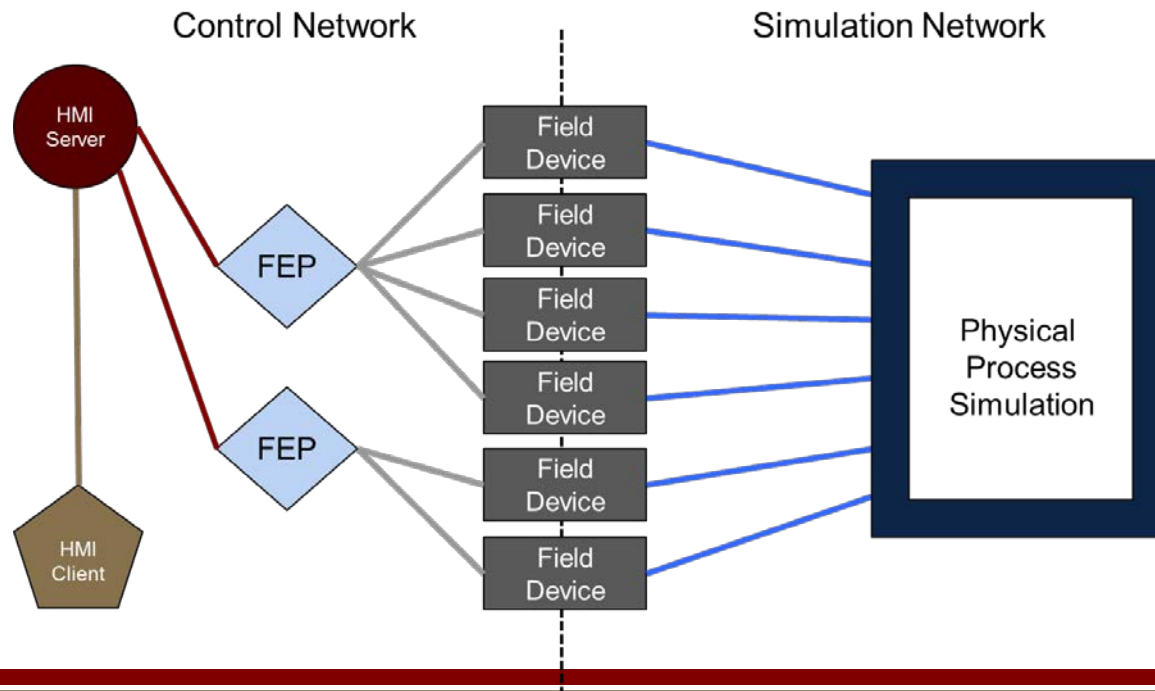 Control Network
Simulation Network
HMI
Server
FEP
FEP
HMI
Client
Field
Device
Field
Device
Field
Device
Field
Device
Field
Device
Field
Device
Physical
Process
Simulation